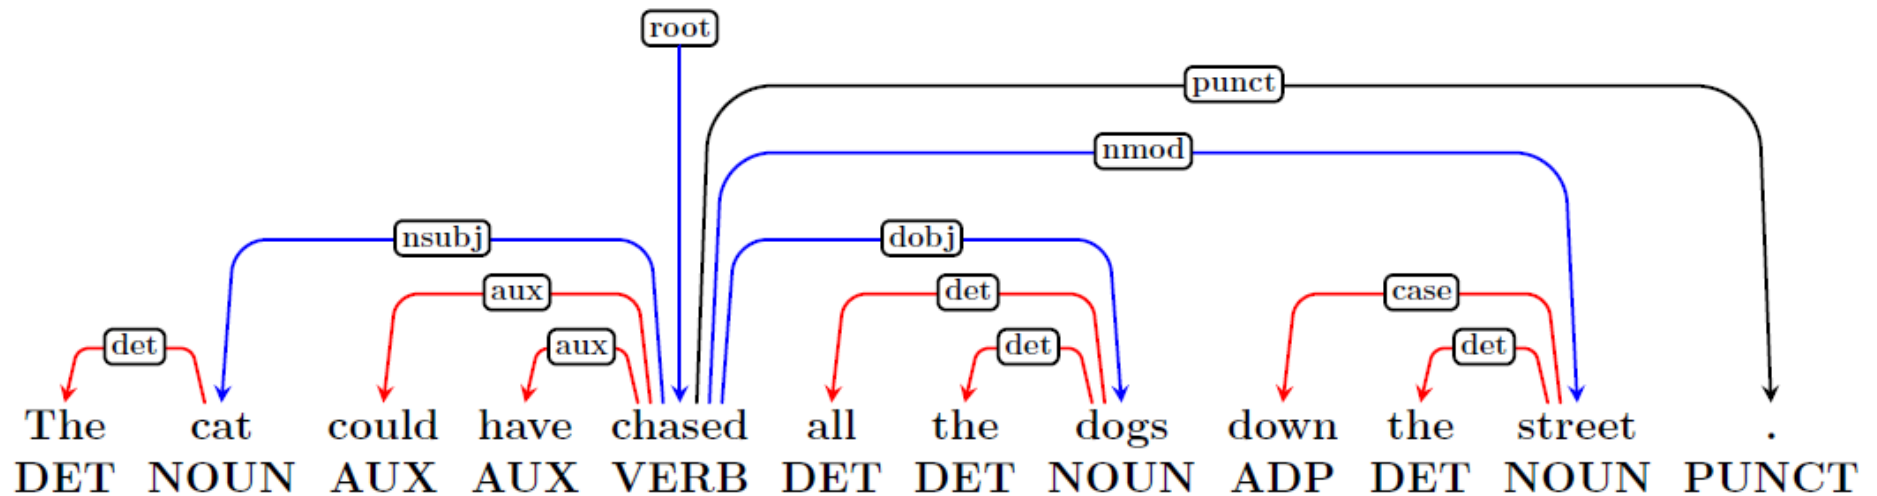 root
punct
nmod
nsubj dobj
aux det case
det aux det det
The cat could have chased all the dogs down the street .
DET NOUN AUX AUX VERB DET DET NOUN ADP DET NOUN PUNCT